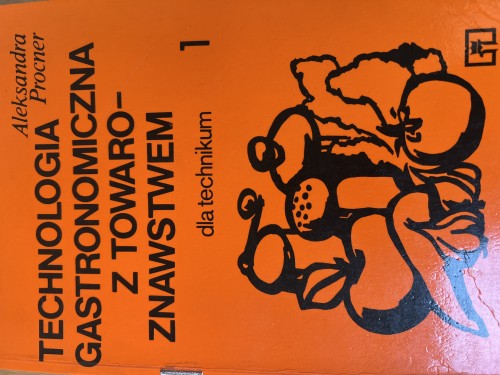 Aleksandra
Procner
TECHNOLOGIA
GASTRONOMICZNA
Z TOWARO-
ZNAWSTWEM
1
dla technikum